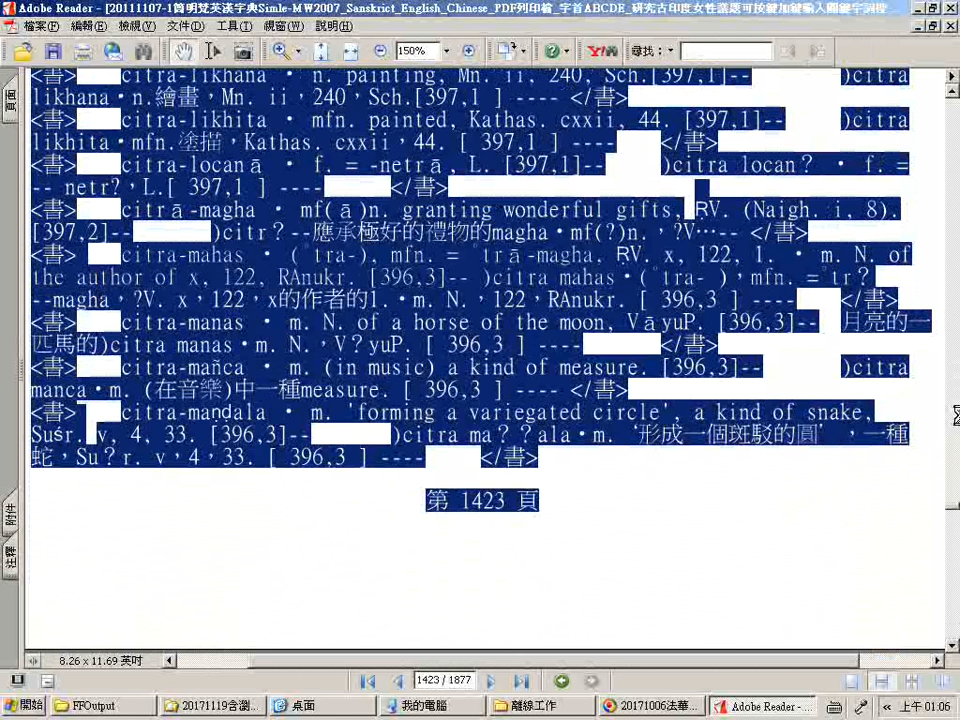 Adobe Reader - [20111107-1簡明梵英漢字典Simle-MW2007_Sanskrict_English_Chinese_PDF列印檔_字首ABCDE_研究古印度女性議題可按鍵加鍵輸入關鍵字詞搜
檔案(F) 編輯(E) 檢視(V) 文件(D) 工具(T) 視窗(W) 說明(H)
150% 尋找:
頁面
<書> citra-likhana · n. painting, Mn. ii, 240, Sch.[397,1]-- )citra
likhana·n.繪畫,Mn. ii,240,Sch.[397,1 ] ---- </書>
<書> citra-likhita · mfn. painted, Kathas. cxxii, 44. [397,1]-- )citra
likhita·mfn.塗描,Kathas. cxxii,44. [ 397,1 ] ---- </書>
<書> citra-locanā · f. = -netrā, L. [397,1]-- )citra locan? · f. =
-- netr?,L.[ 397,1 ] ---- </書>
<書> citrā-magha · mf(ā)n. granting wonderful gifts, RV. (Naigh. i, 8).
[397,2]-- )citr?--應承極好的禮物的magha·mf(?)n.,?V…-- </書>
<書> citra-mahas · (°tra-), mfn. = °trā-magha, RV. x, 122, 1. · m. N. of
the author of x, 122, RAnukr. [396,3]-- )citra mahas·(°tra- ),mfn. =°tr?
--magha,?V. x,122,x的作者的1.·m. N.,122,RAnukr. [ 396,3 ] ---- </書>
<書> citra-manas · m. N. of a horse of the moon, VāyuP. [396,3]-- 月亮的一
匹馬的)citra manas·m. N.,V?yuP. [ 396,3 ] ---- </書>
<書> citra-mañca · m. (in music) a kind of measure. [396,3]-- )citra
manca·m. (在音樂)中一種measure. [ 396,3 ] ---- </書>
<書> citra-maṇḍala · m. 'forming a variegated circle', a kind of snake,
Suśr. v, 4, 33. [396,3]-- )citra ma??ala·m.‘形成一個斑駁的圓’,一種
蛇,Su?r. v,4,33. [ 396,3 ] ---- </書>
第 1423 頁
附件
注釋
8.26 x 11.69 英吋
1423 / 1877
開始 FFOutput 20171119含瀏... 桌面 我的電腦 離線工作 20171006法華... Adobe Reader - ... 上午 01:06